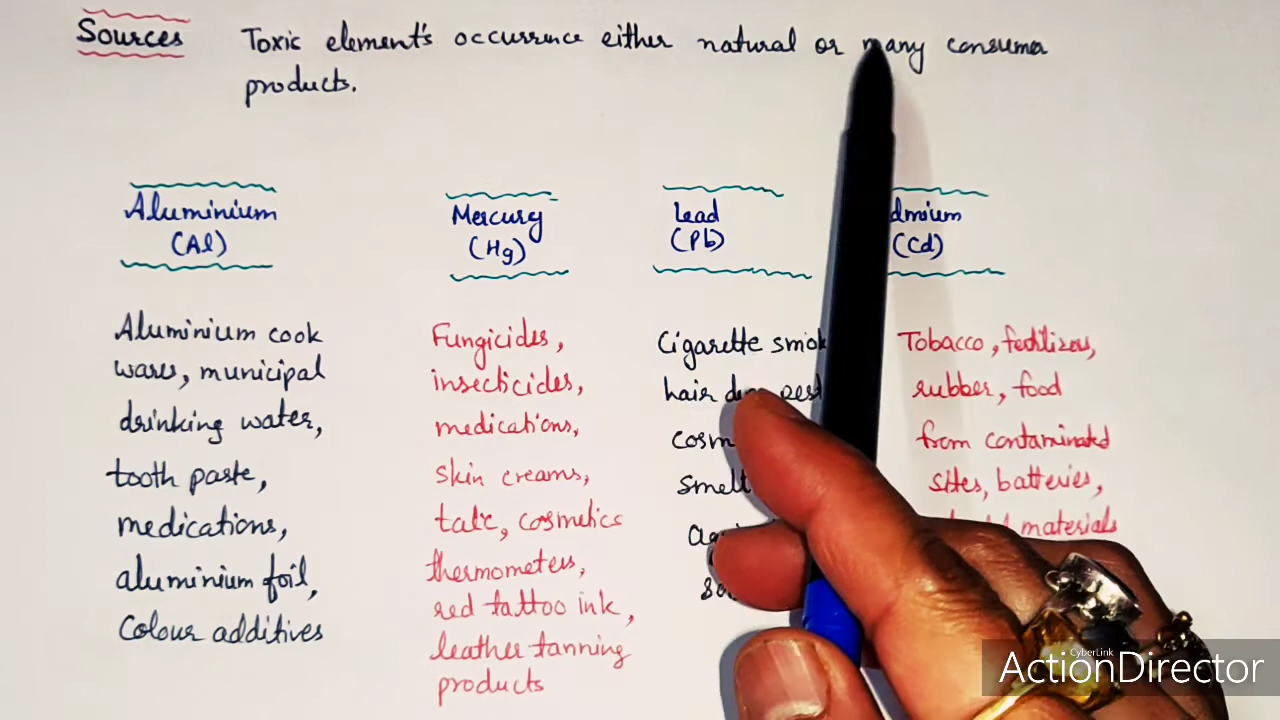 Sources Toxic element's occurrence either natural or many consumer
products.
Aluminium
(Al)
Aluminium cook
wares, municipal
drinking water,
tooth paste,
medications,
aluminium foil,
Colour additives
Mercury
(Hg)
Fungicides,
insecticides,
medications,
skin creams,
talc, cosmetics
thermometers,
red tattoo ink,
leather tanning
products
Lead
(Pb)
Cigarette
hair
dmium
(Cd)
Tobacco, fertilizers,
rubber, food
from contaminated
sites, batteries,
materials
CyberLink
ActionDirector